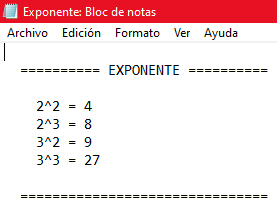 Exponente: Bloc de notas
Archivo Edición Formato Ver Ayuda
========== EXPONENTE ==========
2^2 = 4
2^3 = 8
3^2 = 9
3^3 = 27
===============================